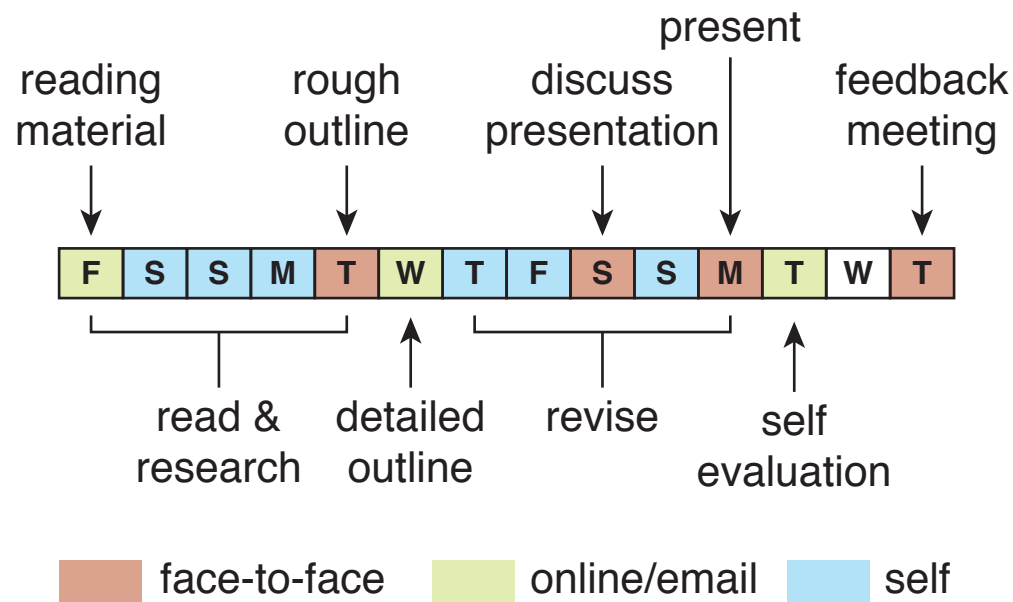 present
reading
material
rough
outline
discuss
presentation
feedback
meeting
F S S M T W T F S S M T W T
read &
research
detailed
outline
revise
self
evaluation
face-to-face online/email self